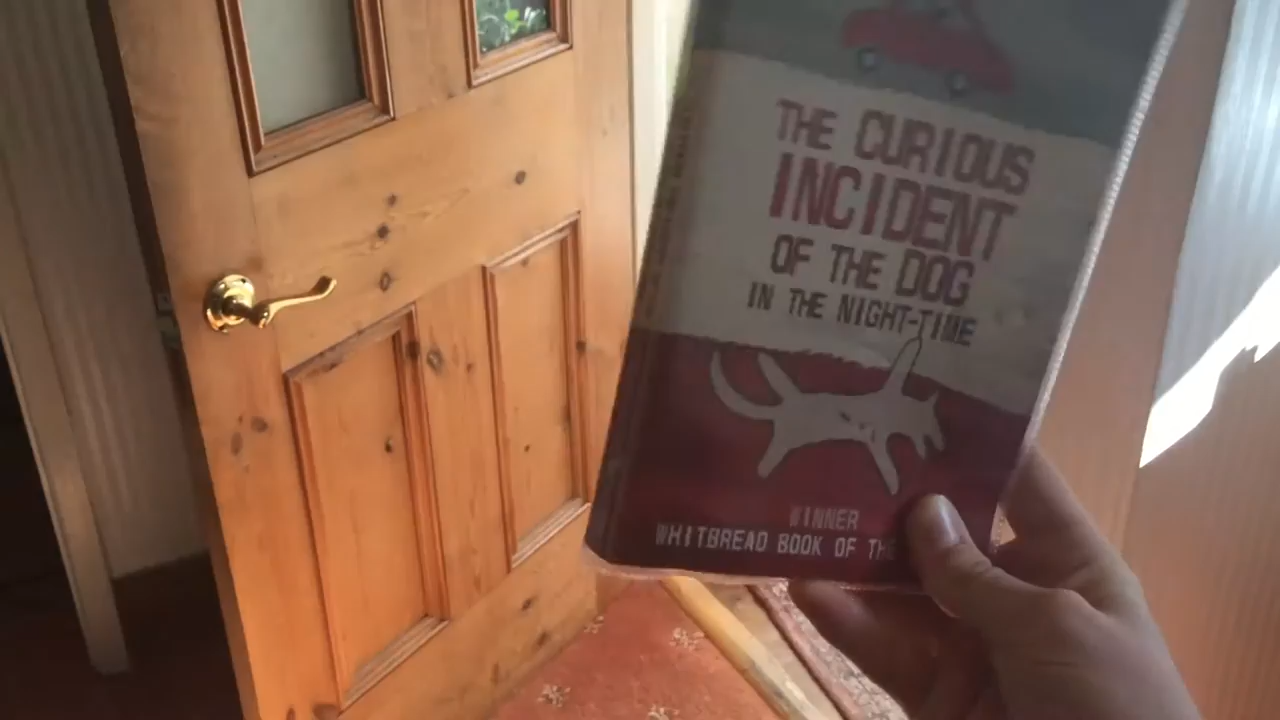 THE CURIOUS
INCIDENT
OF THE DOG
IN THE NIGHT-TIME
WINNER
WHITBREAD BOOK OF THE